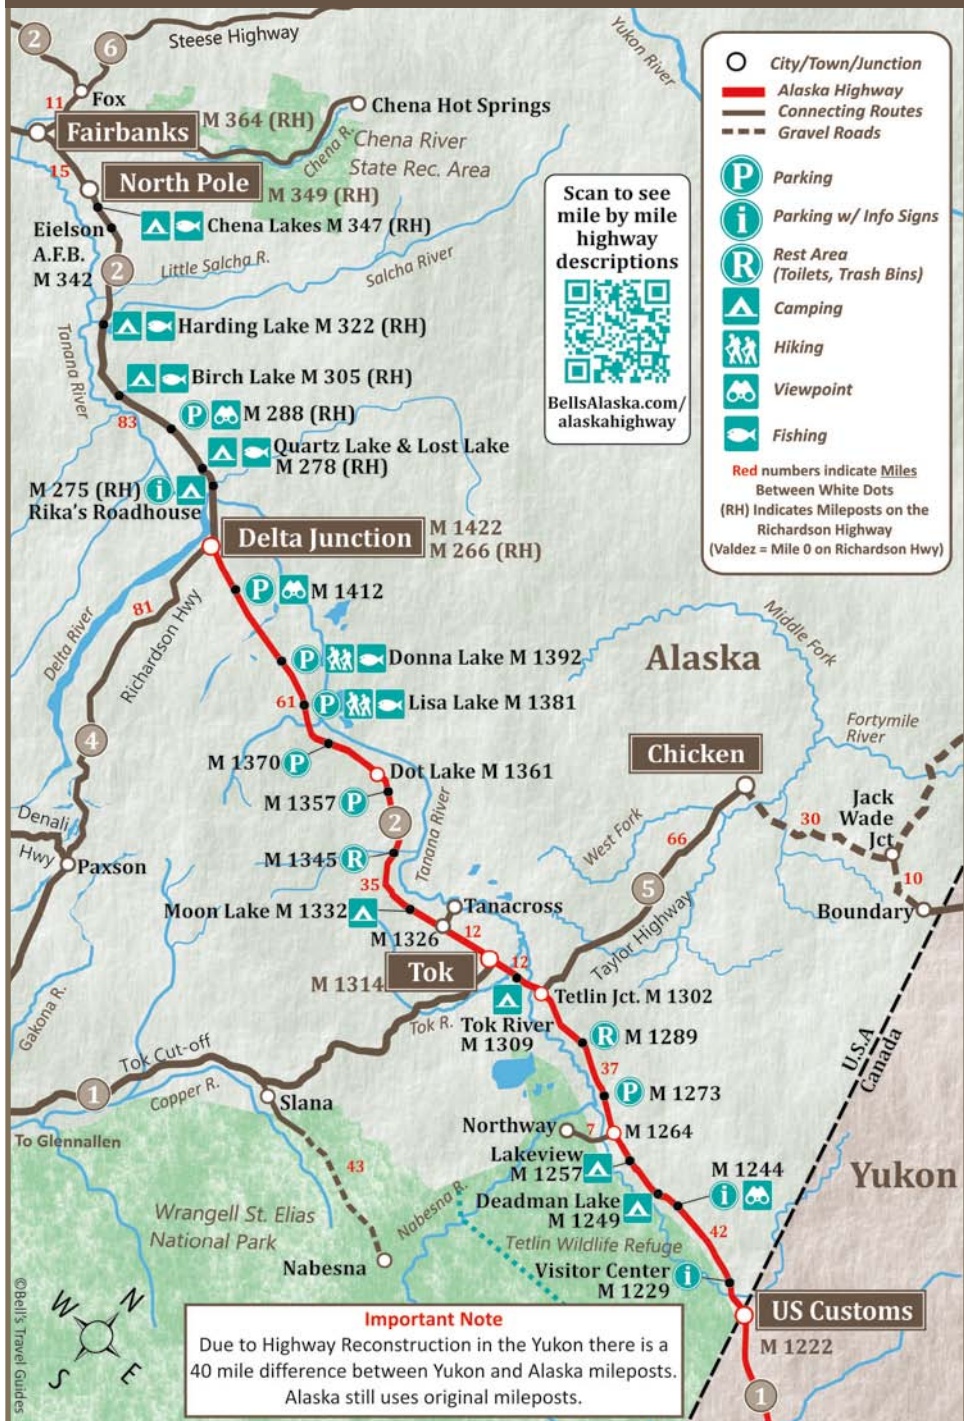 2
6
Steese Highway
Yukon River
11
Fox
Fairbanks
M 364 (RH)
Chena R.
Chena Hot Springs
Chena River
State Rec. Area
15
North Pole
M 349 (RH)
Eielson
A.F.B.
M 342
Chena Lakes M 347 (RH)
2
Little Salcha R.
Salcha River
Tanana River
Harding Lake M 322 (RH)
Birch Lake M 305 (RH)
83
P
M 288 (RH)
Quartz Lake & Lost Lake
M 278 (RH)
M 275 (RH)
i
Rika's Roadhouse
Delta Junction
M 1422
M 266 (RH)
Scan to see
mile by mile
highway
descriptions
BellsAlaska.com/
alaskahighway
City/Town/Junction
Alaska Highway
Connecting Routes
Gravel Roads
P
Parking
i
Parking w/ Info Signs
R
Rest Area
(Toilets, Trash Bins)
Camping
Hiking
Viewpoint
Fishing
Red numbers indicate Miles
Between White Dots
(RH) Indicates Mileposts on the
Richardson Highway
(Valdez = Mile 0 on Richardson Hwy)
81
Delta River
Richardson Hwy
4
P
M 1412
P
Donna Lake M 1392
61
P
Lisa Lake M 1381
M 1370
P
Dot Lake M 1361
M 1357
P
2
Tanana River
M 1345
R
35
Moon Lake M 1332
Tanacross
M 1326
12
Tok
M 1314
12
Tok R.
Tok River
M 1309
Tetlin Jct. M 1302
Alaska
Middle Fork
Fortymile
River
Chicken
West Fork
66
5
Taylor Highway
30
Jack
Wade
Jct
10
Boundary
Denali
Hwy
Paxson
Gakona R.
Tok Cut-off
1
Copper R.
To Glennallen
Slana
43
Nabesna R.
Wrangell St. Elias
National Park
Nabesna
R
M 1289
37
P
M 1273
Northway
7
M 1264
Lakeview
M 1257
Deadman Lake
M 1249
M 1244
i
42
Tetlin Wildlife Refuge
Visitor Center
i
M 1229
U.S.A
Canada
Yukon
US Customs
M 1222
1
N
W
S
E
©Bell's Travel Guides
Important Note
Due to Highway Reconstruction in the Yukon there is a
40 mile difference between Yukon and Alaska mileposts.
Alaska still uses original mileposts.